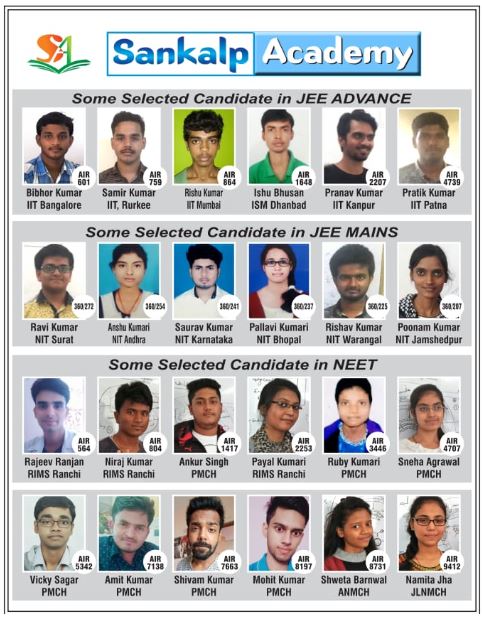 SA
Sankalp Academy
Some Selected Candidate in JEE ADVANCE
AIR 601
AIR 759
AIR 864
AIR 1648
AIR 2207
AIR 4739
Bibhor Kumar Samir Kumar Rishu Kumar Ishu Bhusan Pranav Kumar Pratik Kumar
IIT Bangalore IIT, Rurkee IIT Mumbai ISM Dhanbad IIT Kanpur IIT Patna
Some Selected Candidate in JEE MAINS
360/272 360/254 360/241 360/237 360/225 360/207
Ravi Kumar Anshu Kumari Saurav Kumar Pallavi Kumari Rishav Kumar Poonam Kumar
NIT Surat NIT Andhra NIT Karnataka NIT Bhopal NIT Warangal NIT Jamshedpur
Some Selected Candidate in NEET
AIR 564
AIR 804
AIR 1417
AIR 2253
AIR 3446
AIR 4707
Rajeev Ranjan Niraj Kumar Ankur Singh Payal Kumari Ruby Kumari Sneha Agrawal
RIMS Ranchi RIMS Ranchi PMCH RIMS Ranchi PMCH PMCH
AIR 5342
AIR 7138
AIR 7663
AIR 8197
AIR 8731
AIR 9412
Vicky Sagar Amit Kumar Shivam Kumar Mohit Kumar Shweta Barnwal Namita Jha
PMCH PMCH PMCH PMCH ANMCH JLNMCH